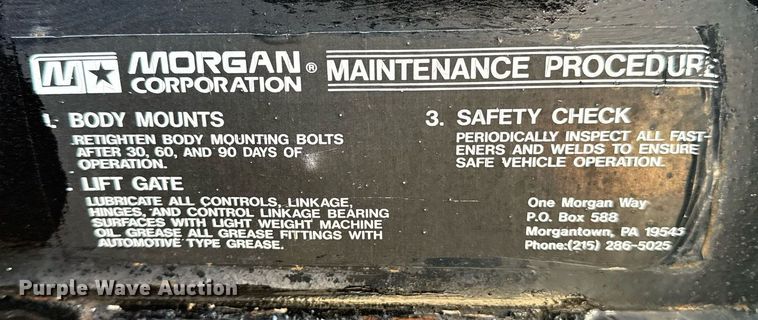 MORGAN
CORPORATION®
MAINTENANCE PROCEDURE
1. BODY MOUNTS
RETIGHTEN BODY MOUNTING BOLTS
AFTER 30, 60, AND 90 DAYS OF
OPERATION.
LIFT GATE
LUBRICATE ALL CONTROLS, LINKAGE,
HINGES, AND CONTROL LINKAGE BEARING
SURFACES WITH LIGHT WEIGHT MACHINE
OIL. GREASE ALL GREASE FITTINGS WITH
AUTOMOTIVE TYPE GREASE.
3. SAFETY CHECK
PERIODICALLY INSPECT ALL FAST-
ENERS AND WELDS TO ENSURE
SAFE VEHICLE OPERATION.
One Morgan Way
P.O. Box 588
Morgantown, PA 19543
Phone:(215) 286-5025
Purple Wave Auction